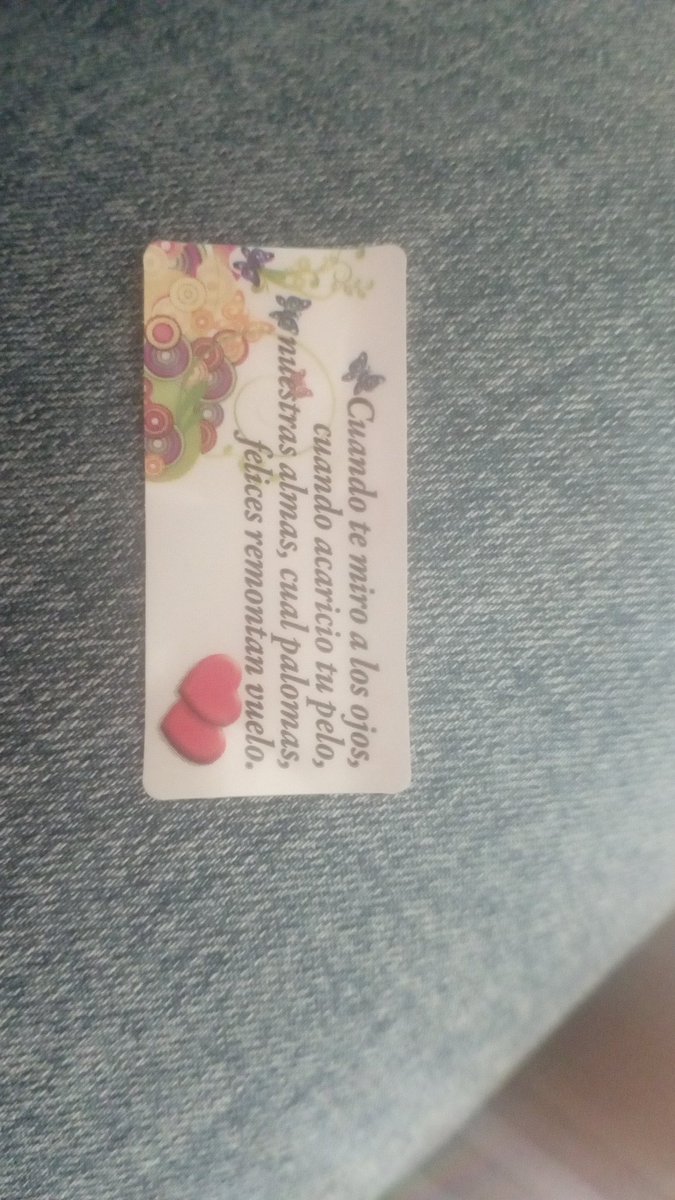 Cuando te miro a los ojos,
cuando acaricio tu pelo,
nuestras almas, cual palomas,
felices remontan vuelo.